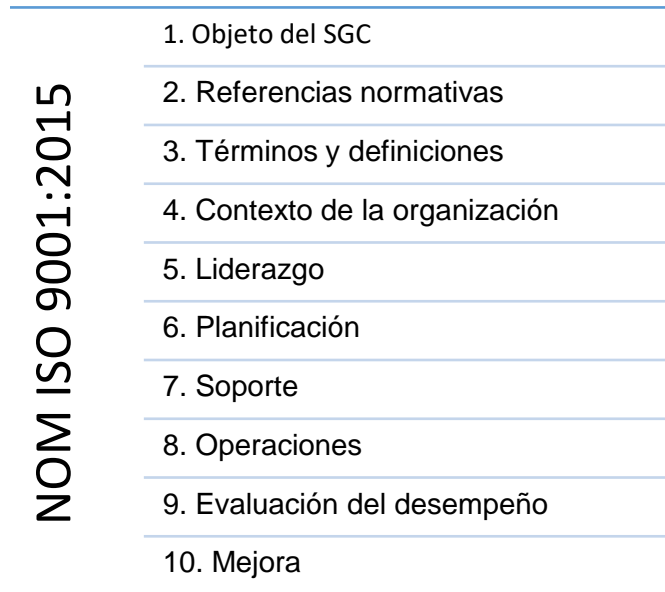 NOM ISO 9001:2015
1. Objeto del SGC
2. Referencias normativas
3. Términos y definiciones
4. Contexto de la organización
5. Liderazgo
6. Planificación
7. Soporte
8. Operaciones
9. Evaluación del desempeño
10. Mejora